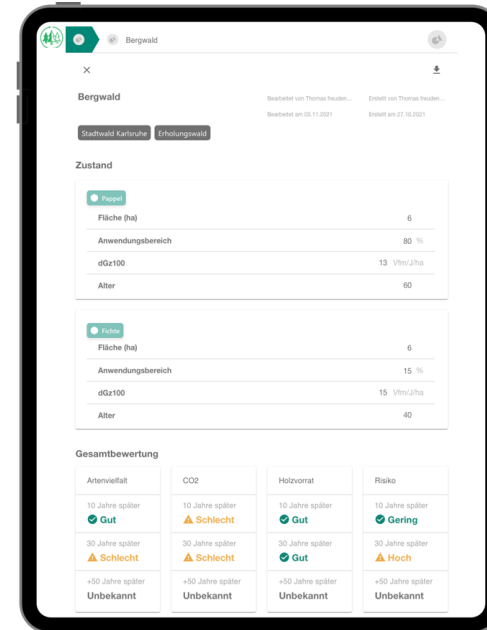 Bergwald
Bergwald
Bearbeitet von Thomas freuden...
Erstellt von Thomas freuden...
Bearbeitet am 03.11.2021
Erstellt am 27.10.2021
Stadtwald Karlsruhe
Erholungswald
Zustand
Pappel
Fläche (ha) 6
Anwendungsbereich 80 %
dGz100 13 Vfm/J/ha
Alter 60
Fichte
Fläche (ha) 6
Anwendungsbereich 15 %
dGz100 15 Vfm/J/ha
Alter 40
Gesamtbewertung
Artenvielfalt
10 Jahre später
Gut
30 Jahre später
Schlecht
+50 Jahre später
Unbekannt
CO2
10 Jahre später
Schlecht
30 Jahre später
Schlecht
+50 Jahre später
Unbekannt
Holzvorrat
10 Jahre später
Gut
30 Jahre später
Gut
+50 Jahre später
Unbekannt
Risiko
10 Jahre später
Gering
30 Jahre später
Hoch
+50 Jahre später
Unbekannt